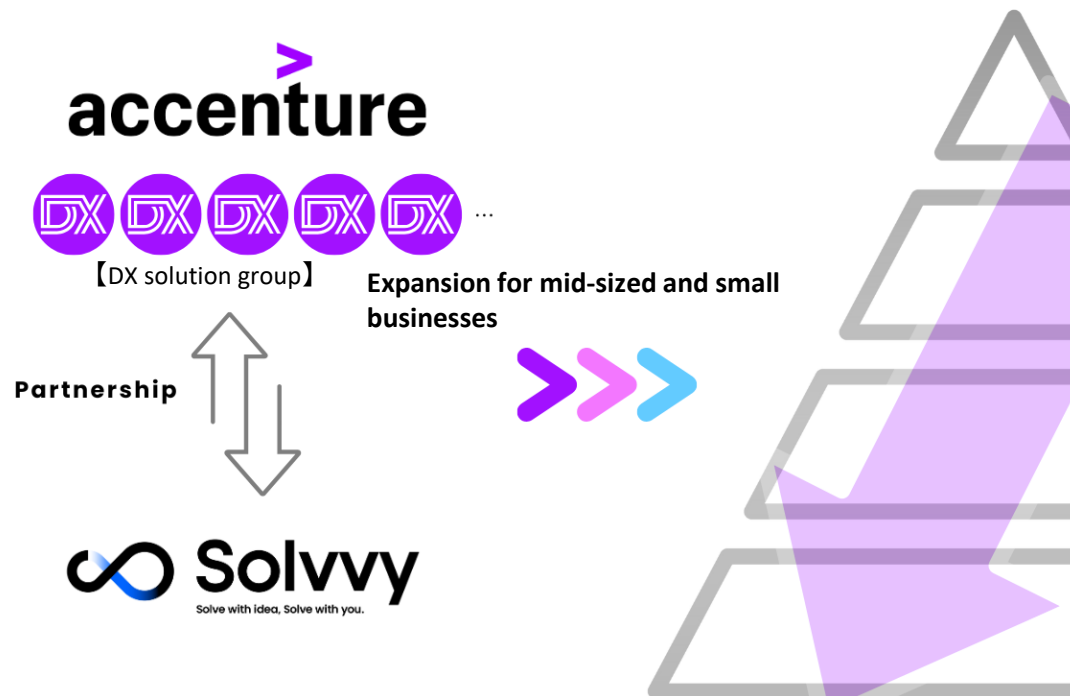 >
accenture
DX DX DX DX DX ...
【DX solution group】
Expansion for mid-sized and small
businesses
Partnership
Solvvy
Solve with idea, Solve with you.